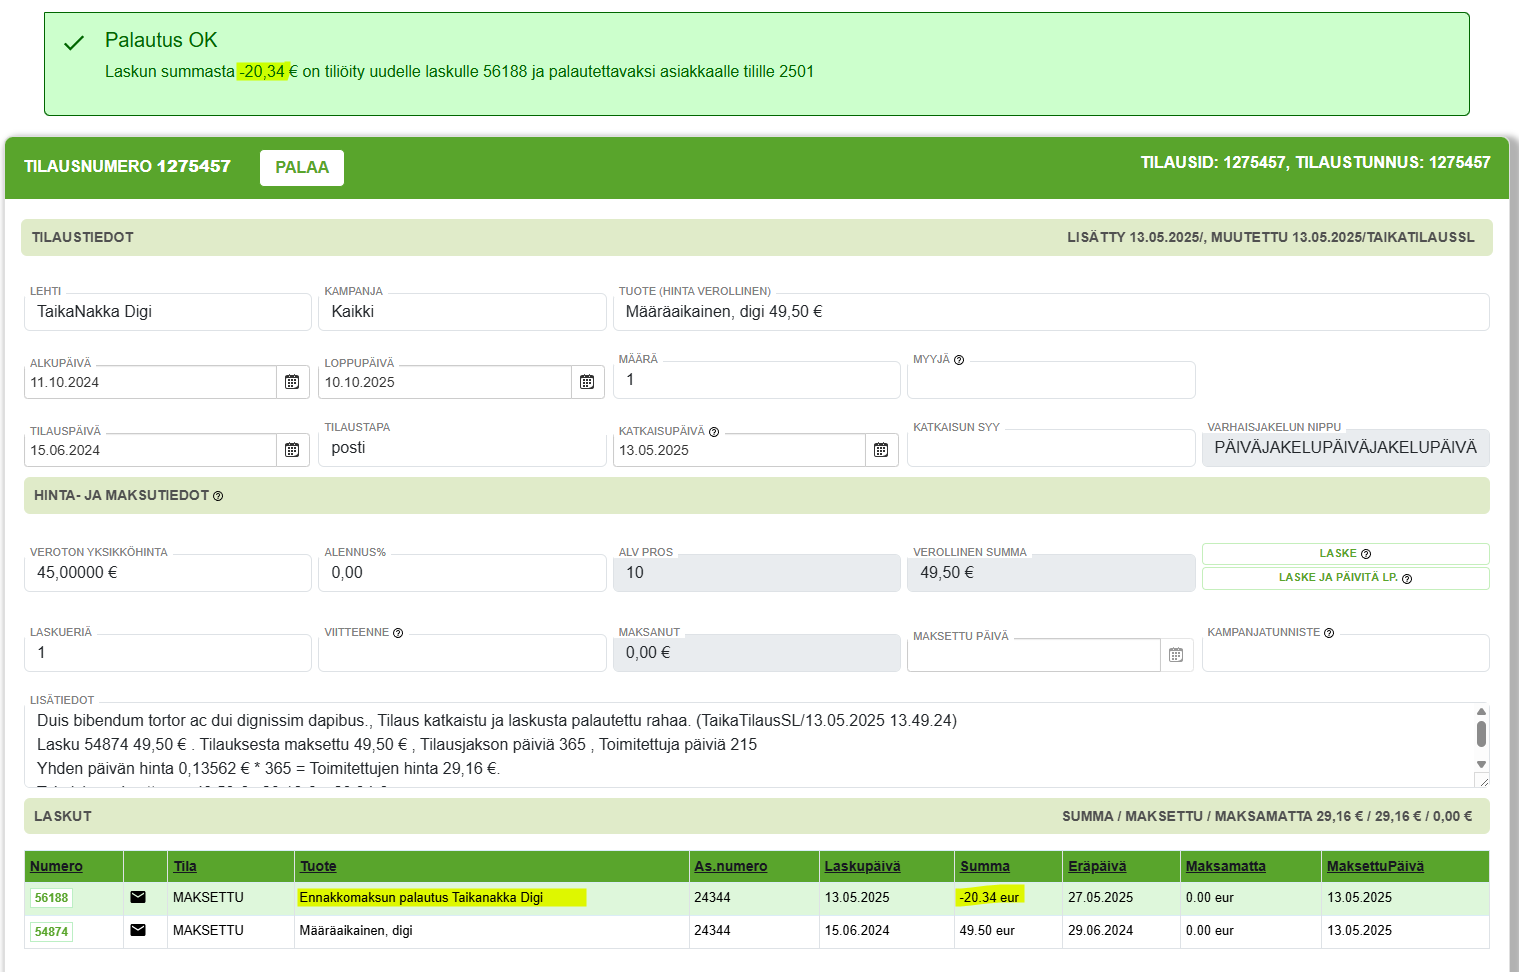 Palautus OK
Laskun summasta -20,34 € on tiliöity uudelle laskulle 56188 ja palautettavaksi asiakkaalle tilille 2501
TILAUSNUMERO 1275457 PALAA TILAUSID: 1275457, TILAUSTUNNUS: 1275457
TILAUSTIEDOT LISÄTTY 13.05.2025/, MUUTETTU 13.05.2025/TAIKATILAUSSL
LEHTI KAMPANJA TUOTE (HINTA VEROLLINEN)
TaikaNakka Digi Kaikki Määräaikainen, digi 49,50 €
ALKUPÄIVÄ LOPPUPÄIVÄ MÄÄRÄ MYYJÄ
11.10.2024 10.10.2025 1
TILAUSPÄIVÄ TILAUSTAPA KATKAISUPÄIVÄ KATKAISUN SYY VARHAISJAKELUN NIPPU
15.06.2024 posti 13.05.2025 PÄIVÄJAKELUPÄIVÄJAKELUPÄIVÄ
HINTA- JA MAKSUTIEDOT
VEROTON YKSIKKÖHINTA ALENNUS% ALV PROS VEROLLINEN SUMMA LASKE
45,00000 € 0,00 10 49,50 € LASKE JA PÄIVITÄ LP.
LASKUERIÄ VIITTEENNE MAKSANUT MAKSETTU PÄIVÄ KAMPANJATUNNISTE
1 0,00 €
LISÄTIEDOT
Duis bibendum tortor ac dui dignissim dapibus., Tilaus katkaistu ja laskusta palautettu rahaa. (TaikaTilausSL/13.05.2025 13.49.24)
Lasku 54874 49,50 € . Tilauksesta maksettu 49,50 € , Tilausjakson päiviä 365 , Toimitettuja päiviä 215
Yhden päivän hinta 0,13562 € * 365 = Toimitettujen hinta 29,16 €.
LASKUT SUMMA / MAKSETTU / MAKSAMATTA 29,16 € / 29,16 € / 0,00 €
Numero Tila Tuote As.numero Laskupäivä Summa Eräpäivä Maksamatta MaksettuPäivä
56188 MAKSETTU Ennakkomaksun palautus Taikanakka Digi 24344 13.05.2025 -20.34 eur 27.05.2025 0.00 eur 13.05.2025
54874 MAKSETTU Määräaikainen, digi 24344 15.06.2024 49.50 eur 29.06.2024 0.00 eur 13.05.2025